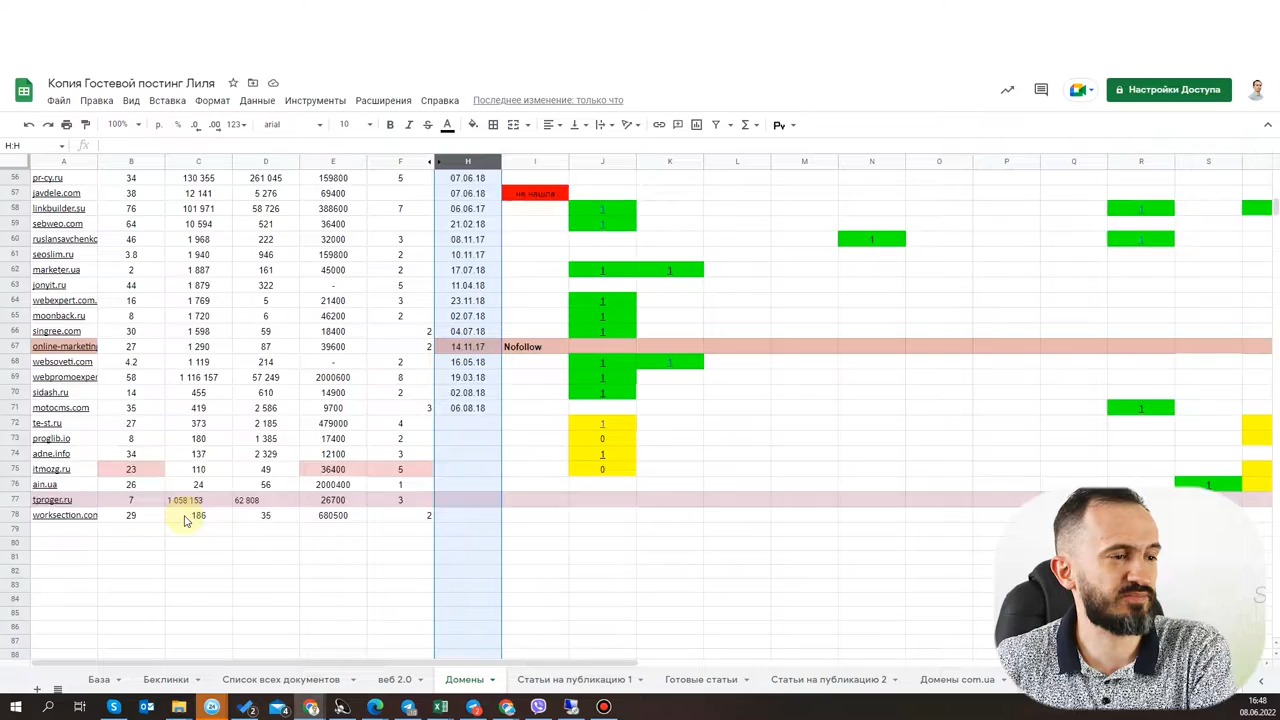 Копия Гостевой постинг Лиля
Файл Правка Вид Вставка Формат Данные Инструменты Расширения Справка Последнее изменение: только что
Настройки Доступа
100% р. % .0 .00 123 arial 10
H:H
A B C D E F H I J K L M N O P Q R S
56 pr-cy.ru 34 130 355 261 045 159800 5 07.06.18
57 javdele.com 38 12 141 5 276 69400 07.06.18 не нашла
58 linkbuilder.su 76 101 971 58 726 388600 7 06.06.17 1 1
59 sebweo.com 64 10 594 521 36400 21.02.18 1
60 ruslansavchenko 46 1 968 222 32000 3 08.11.17 1 1
61 seoslim.ru 3.8 1 940 946 159800 2 10.11.17
62 marketer.ua 2 1 887 161 45000 2 17.07.18 1 1
63 jonyit.ru 44 1 879 322 - 5 11.04.18
64 webexpert.com. 16 1 769 5 21400 3 23.11.18 1
65 moonback.ru 8 1 720 6 46200 2 02.07.18 1
66 singree.com 30 1 598 59 18400 2 04.07.18 1
67 online-marketing 27 1 290 87 39600 2 14.11.17 Nofollow
68 websoveti.com 4.2 1 119 214 - 2 16.05.18 1 1
69 webpromoexper 58 1 116 157 57 249 2000600 8 19.03.18 1
70 sidash.ru 14 455 610 14900 2 02.08.18 1
71 motocms.com 35 419 2 586 9700 3 06.08.18 1
72 te-st.ru 27 373 2 185 479000 4 1
73 proglib.io 8 180 1 385 17400 2 0
74 adne.info 34 137 2 329 12100 3 1
75 itmozg.ru 23 110 49 36400 5 0
76 ain.ua 26 24 56 2000400 1 1
77 tproger.ru 7 1 058 153 62 808 26700 3
78 worksection.com 29 186 35 680500 2
79
80
81
82
83
84
85
86
87
88
База Беклинки Список всех документов веб 2.0 Домены Статьи на публикацию 1 Готовые статьи Статьи на публикацию 2 Домены com.ua
16:48
08.06.2022